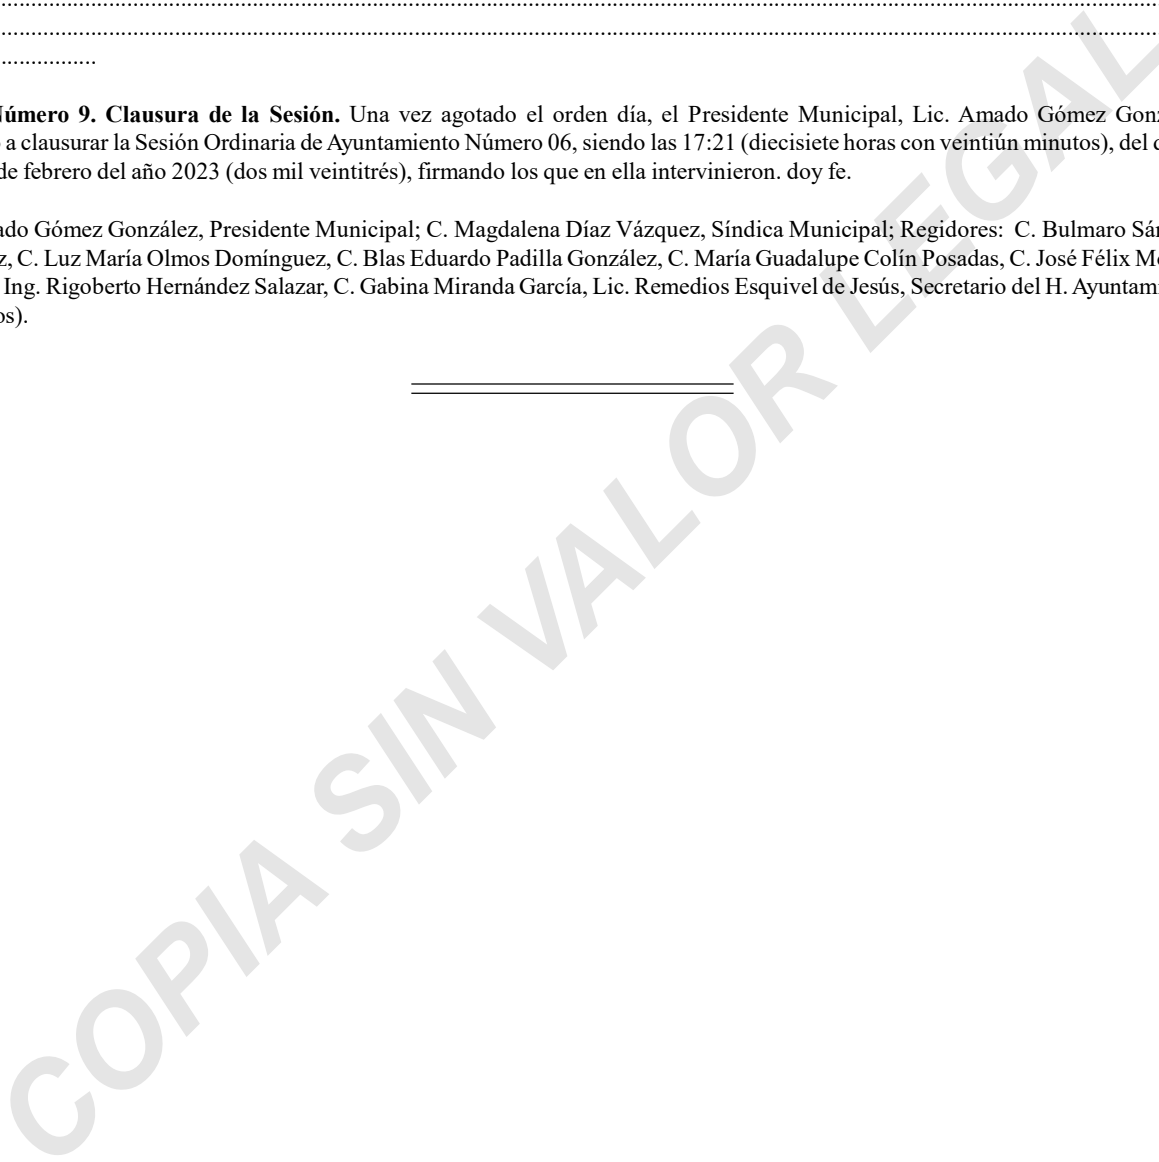 ................................................................................................................................................................................................
................................................................................................................................................................................................
.................
Número 9. Clausura de la Sesión. Una vez agotado el orden día, el Presidente Municipal, Lic. Amado Gómez Gonz
a clausurar la Sesión Ordinaria de Ayuntamiento Número 06, siendo las 17:21 (diecisiete horas con veintiún minutos), del d
de febrero del año 2023 (dos mil veintitrés), firmando los que en ella intervinieron. doy fe.
ado Gómez González, Presidente Municipal; C. Magdalena Díaz Vázquez, Síndica Municipal; Regidores: C. Bulmaro Sán
z, C. Luz María Olmos Domínguez, C. Blas Eduardo Padilla González, C. María Guadalupe Colín Posadas, C. José Félix Mo
Ing. Rigoberto Hernández Salazar, C. Gabina Miranda García, Lic. Remedios Esquivel de Jesús, Secretario del H. Ayuntami
os).
COPIA SIN VALOR LEGAL